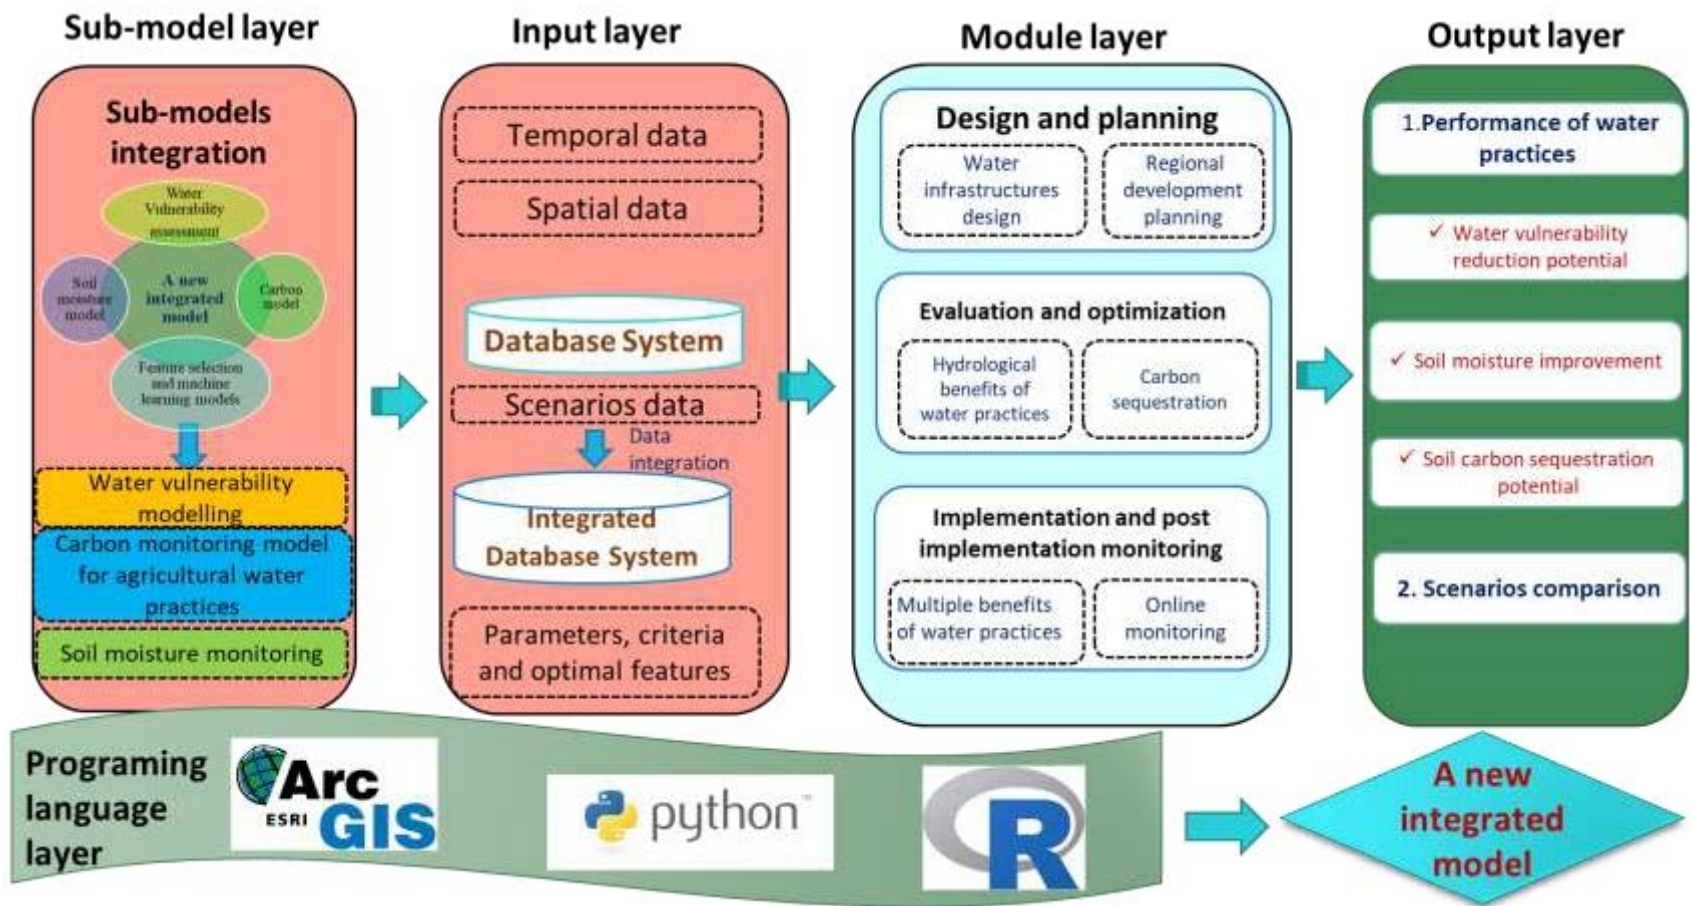 Sub-model layer
Sub-models
integration
Water
Vulnerability
assessment
Soil
moisture
model
A new
integrated
model
Carbon
model
Feature selection
and machine
learning models
Water vulnerability
modelling
Carbon monitoring model
for agricultural water
practices
Soil moisture monitoring
Input layer
Temporal data
Spatial data
Database System
Scenarios data
Data
integration
Integrated
Database System
Parameters, criteria
and optimal features
Module layer
Design and planning
Water
infrastructures
design
Regional
development
planning
Evaluation and optimization
Hydrological
benefits of
water practices
Carbon
sequestration
Implementation and post
implementation monitoring
Multiple benefits
of water practices
Online
monitoring
Output layer
1.Performance of water
practices
✓ Water vulnerability
reduction potential
✓ Soil moisture improvement
✓ Soil carbon sequestration
potential
2. Scenarios comparison
Programing
language
layer
Arc
ESRI GIS
python™
R
A new
integrated
model